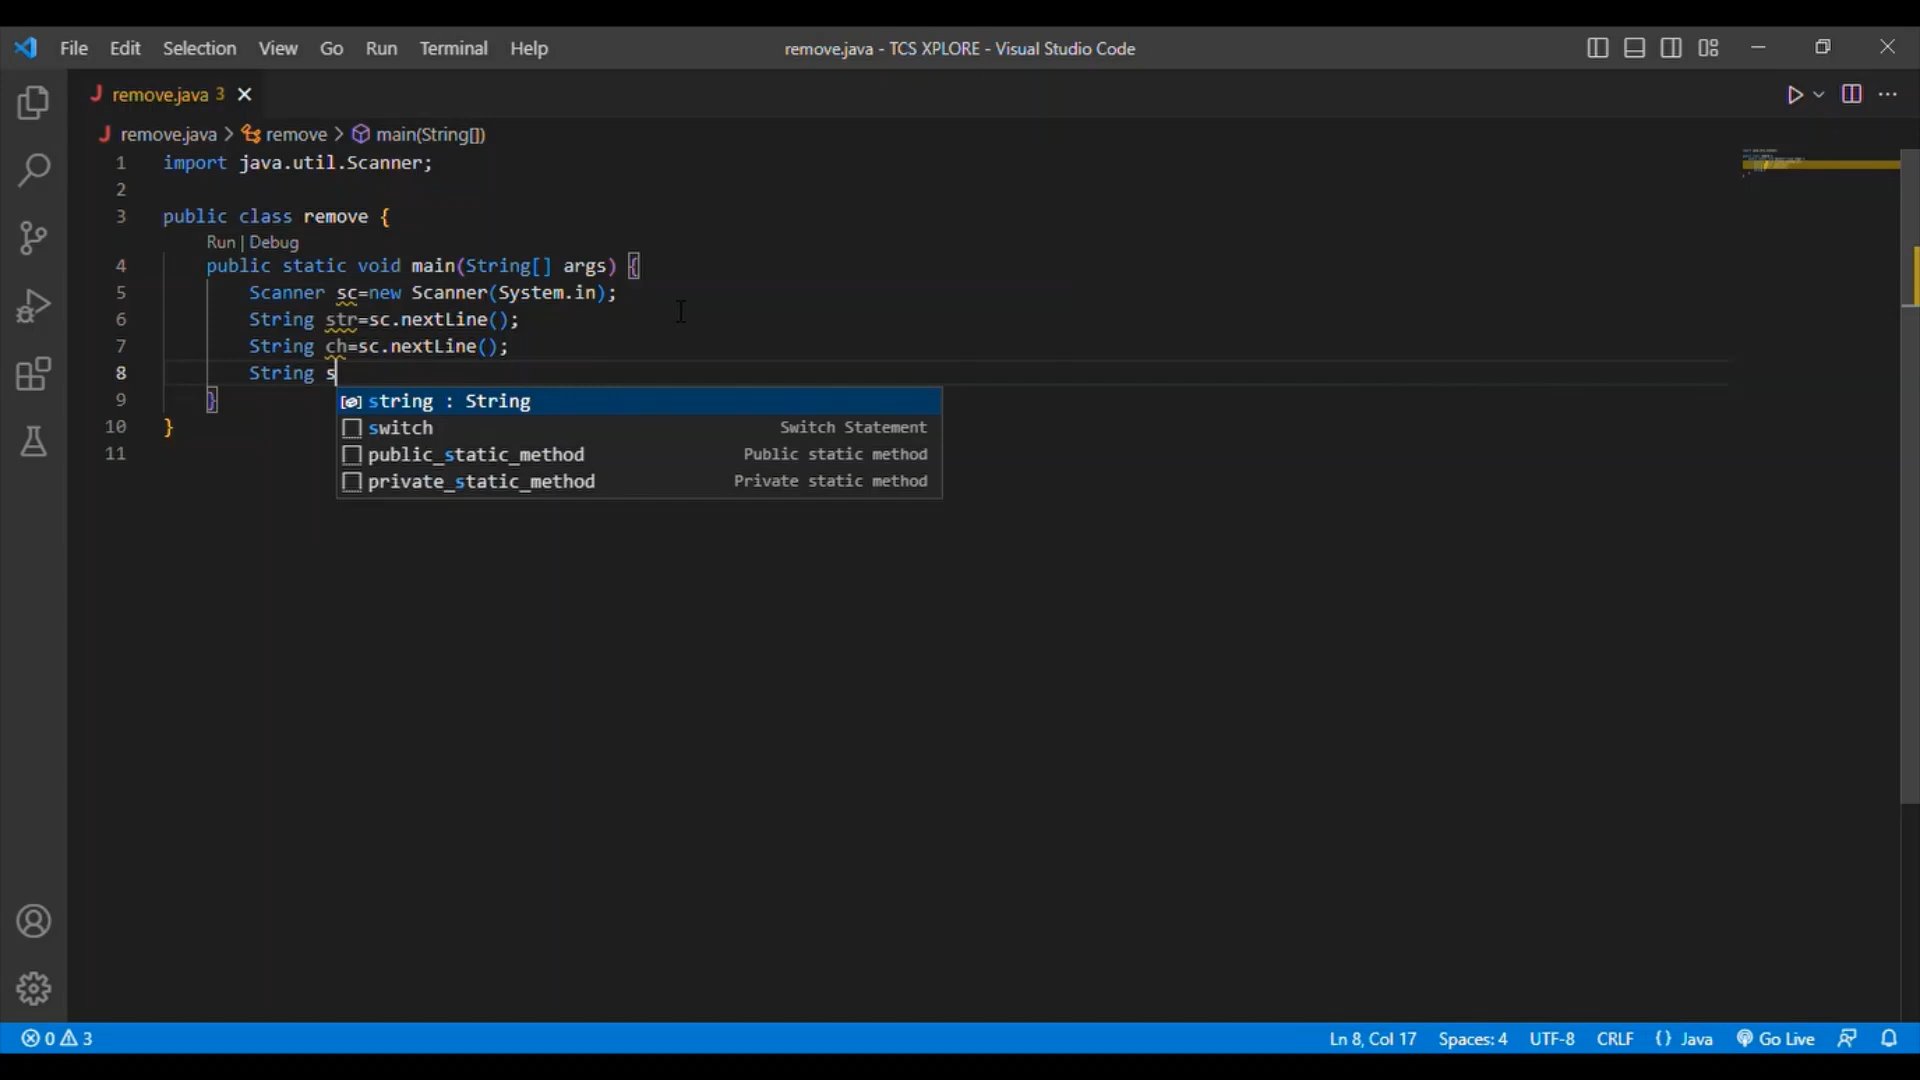 File Edit Selection View Go Run Terminal Help
remove.java - TCS XPLORE - Visual Studio Code
remove.java 3
remove.java > remove > main(String[])
1 import java.util.Scanner;
2
3 public class remove {
Run | Debug
4 public static void main(String[] args) {
5 Scanner sc=new Scanner(System.in);
6 String str=sc.nextLine();
7 String ch=sc.nextLine();
8 String s
9 }
10 }
11
string : String
switch Switch Statement
public_static_method Public static method
private_static_method Private static method
0 3
Ln 8, Col 17 Spaces: 4 UTF-8 CRLF {} Java Go Live